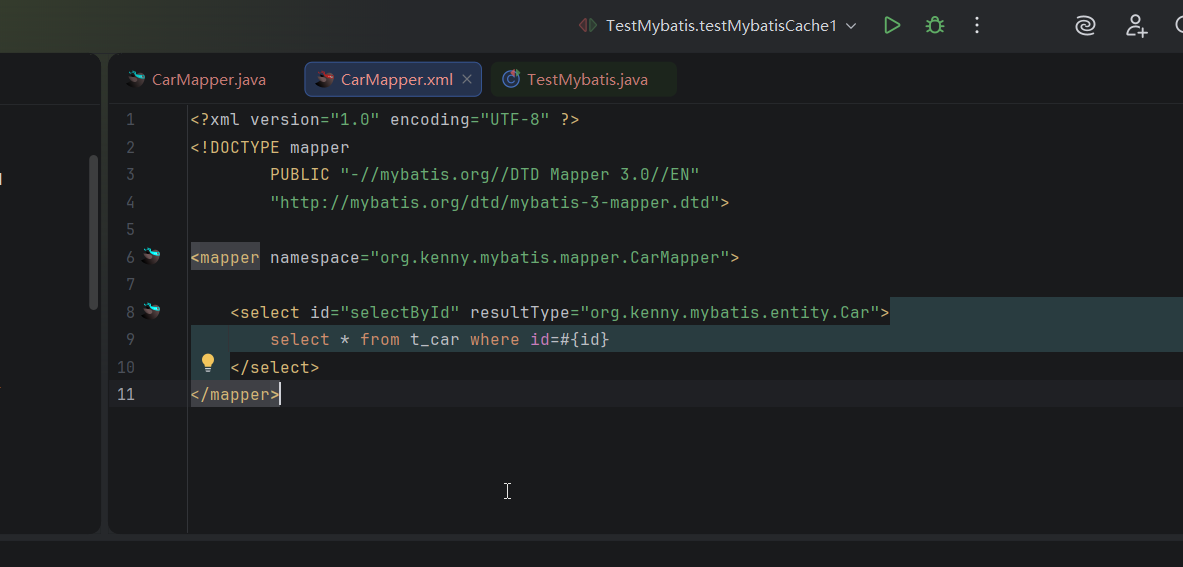 TestMybatis.testMybatisCache1
CarMapper.java
CarMapper.xml
TestMybatis.java
1 <?xml version="1.0" encoding="UTF-8" ?>
2 <!DOCTYPE mapper
3 PUBLIC "-//mybatis.org//DTD Mapper 3.0//EN"
4 "http://mybatis.org/dtd/mybatis-3-mapper.dtd">
5
6 <mapper namespace="org.kenny.mybatis.mapper.CarMapper">
7
8 <select id="selectById" resultType="org.kenny.mybatis.entity.Car">
9 select * from t_car where id=#{id}
10 </select>
11 </mapper>